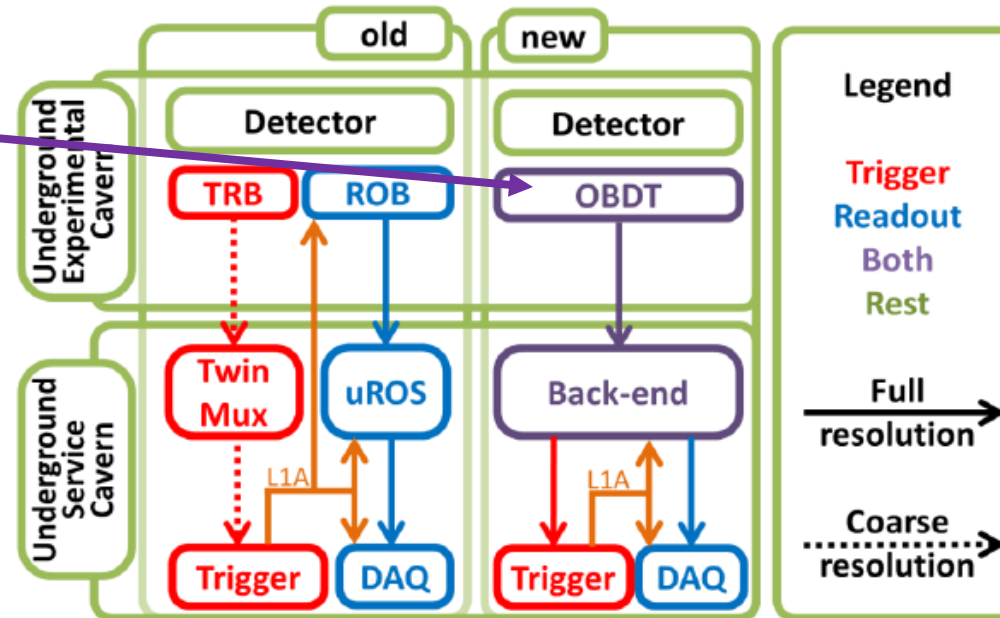 old
new
Legend
Underground
Experimental
Cavern
Detector
Detector
TRB
ROB
OBDT
Trigger
Readout
Both
Rest
Underground
Service
Cavern
Twin
Mux
uROS
Back-end
Full
resolution
L1A
L1A
Coarse
resolution
Trigger
DAQ
Trigger
DAQ